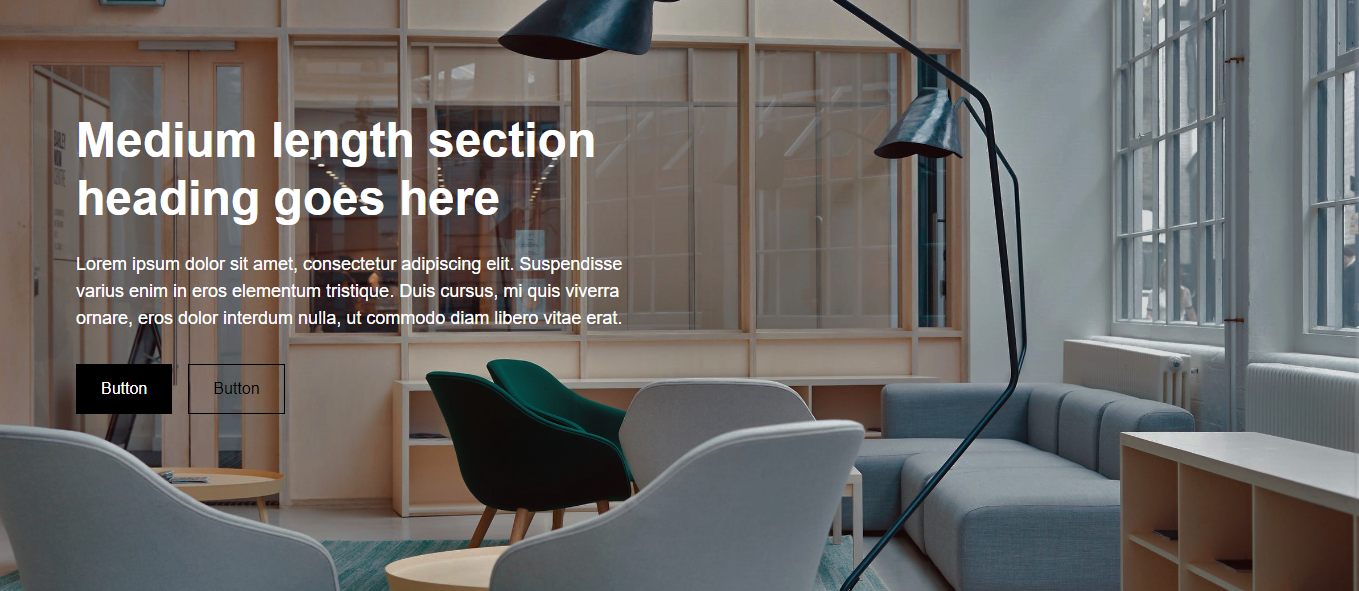 Medium length section
heading goes here
Lorem ipsum dolor sit amet, consectetur adipiscing elit. Suspendisse
varius enim in eros elementum tristique. Duis cursus, mi quis viverra
ornare, eros dolor interdum nulla, ut commodo diam libero vitae erat.
Button
Button